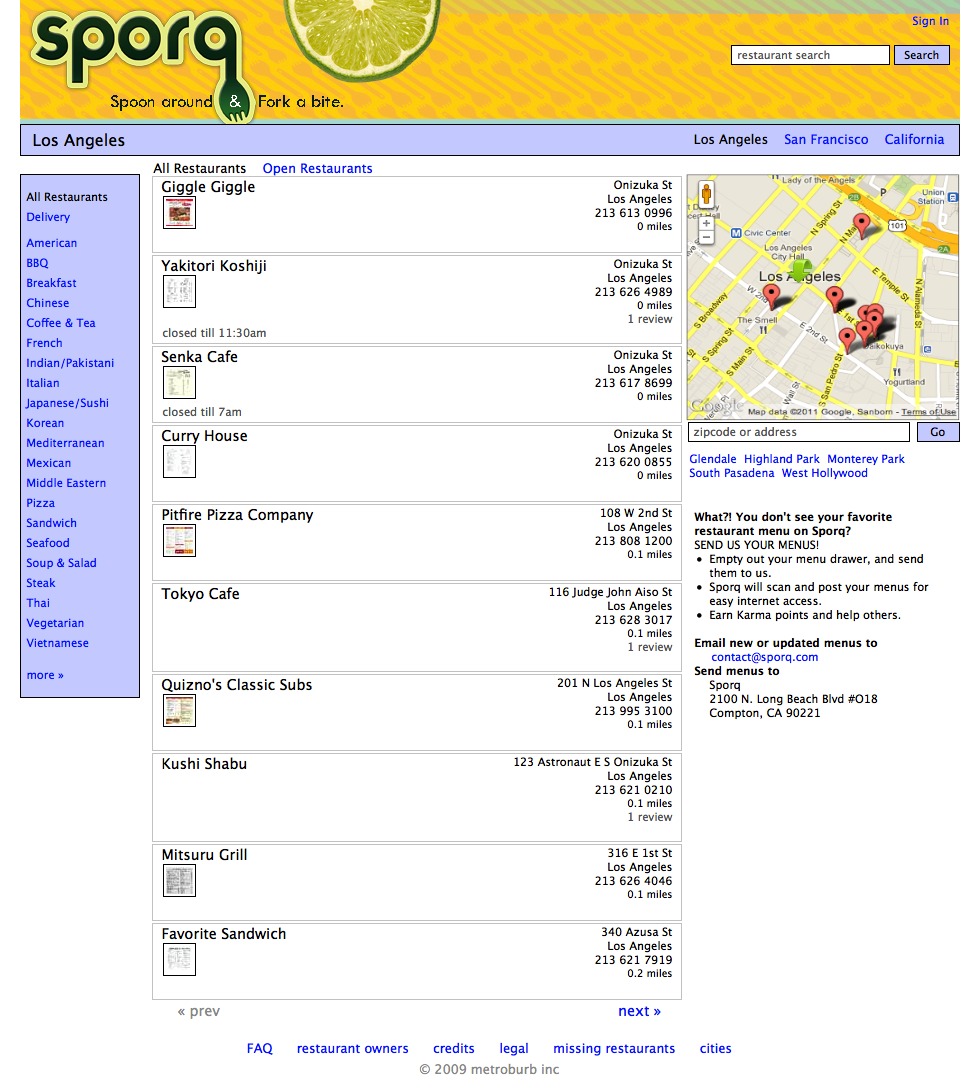 sporq
Spoon around & Fork a bite.
Sign In
restaurant search
Search
Los Angeles
Los Angeles San Francisco California
All Restaurants Open Restaurants
All Restaurants
Delivery
American
BBQ
Breakfast
Chinese
Coffee & Tea
French
Indian/Pakistani
Italian
Japanese/Sushi
Korean
Mediterranean
Mexican
Middle Eastern
Pizza
Sandwich
Seafood
Soup & Salad
Steak
Thai
Vegetarian
Vietnamese
more »
Giggle Giggle
Onizuka St
Los Angeles
213 613 0996
0 miles
Yakitori Koshiji
Onizuka St
Los Angeles
213 626 4989
0 miles
1 review
closed till 11:30am
Senka Cafe
Onizuka St
Los Angeles
213 617 8699
0 miles
closed till 7am
Curry House
Onizuka St
Los Angeles
213 620 0855
0 miles
Pitfire Pizza Company
108 W 2nd St
Los Angeles
213 808 1200
0.1 miles
Tokyo Cafe
116 Judge John Aiso St
Los Angeles
213 628 3017
0.1 miles
1 review
Quizno's Classic Subs
201 N Los Angeles St
Los Angeles
213 995 3100
0.1 miles
Kushi Shabu
123 Astronaut E S Onizuka St
Los Angeles
213 621 0210
0.1 miles
1 review
Mitsuru Grill
316 E 1st St
Los Angeles
213 626 4046
0.1 miles
Favorite Sandwich
340 Azusa St
Los Angeles
213 621 7919
0.2 miles
« prev
next »
Lady of the Angels
Union
Station
P
N Spring St
N Ma
101
2A
M Civic Center
Los Angeles
City Hall
Los Angeles
E Temple St
N Alameda St
W 2nd
E 1st S
S Broadway
The Smell
E 2nd St
Daikokuya
S Spring St
S Main St
S San Pedro St
Wall St
Yogurtland
2A
Google
Map data ©2011 Google, Sanborn - Terms of Use
zipcode or address
Go
Glendale Highland Park Monterey Park
South Pasadena West Hollywood
What?! You don't see your favorite
restaurant menu on Sporq?
SEND US YOUR MENUS!
• Empty out your menu drawer, and send
them to us.
• Sporq will scan and post your menus for
easy internet access.
• Earn Karma points and help others.
Email new or updated menus to
contact@sporq.com
Send menus to
Sporq
2100 N. Long Beach Blvd #O18
Compton, CA 90221
FAQ restaurant owners credits legal missing restaurants cities
© 2009 metroburb inc